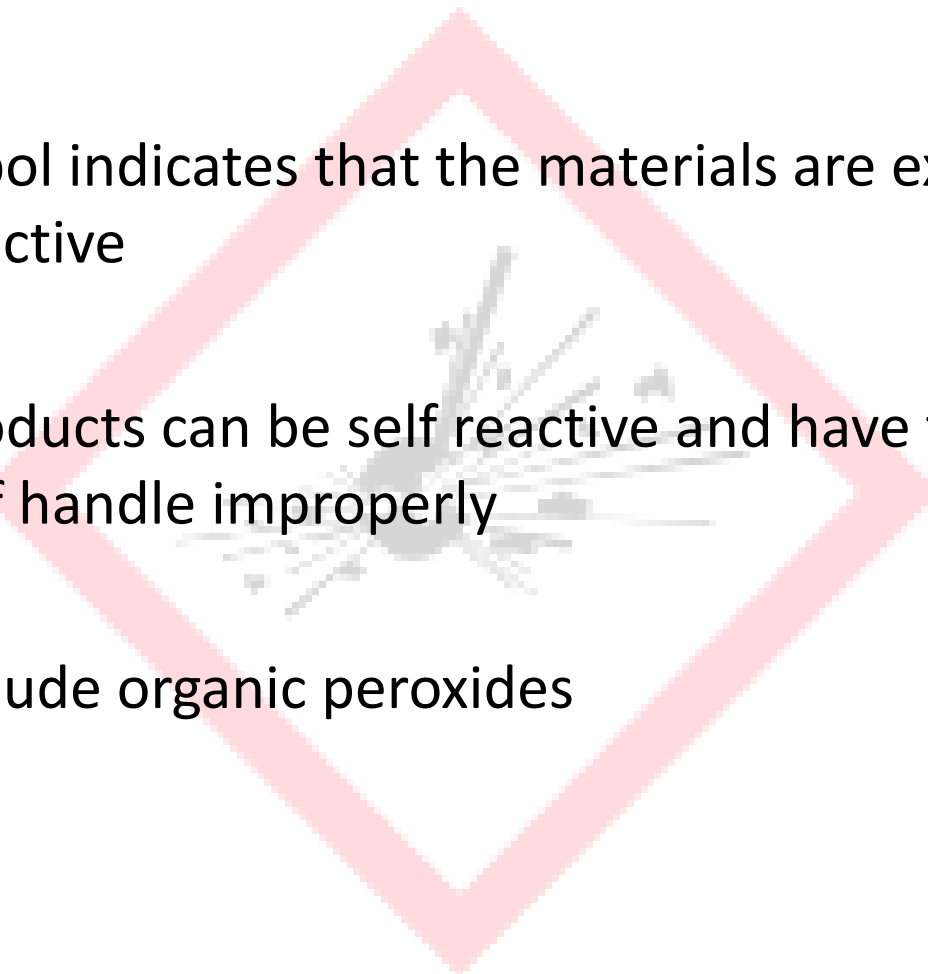 ol indicates that the materials are ex
ctive
ducts can be self reactive and have
handle improperly
ude organic peroxides